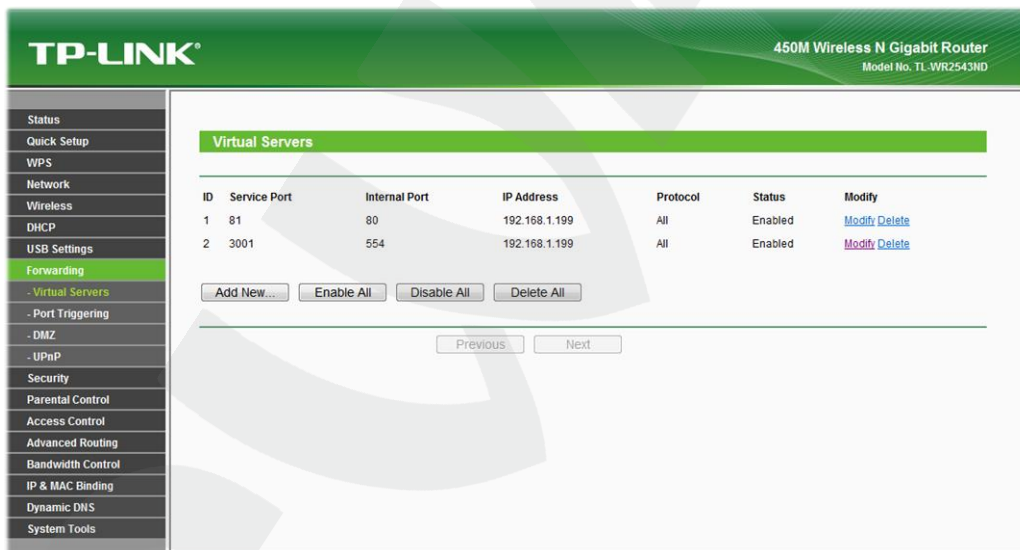 TP-LINK®
450M Wireless N Gigabit Router
Model No. TL-WR2543ND
Status
Quick Setup
WPS
Network
Wireless
DHCP
USB Settings
Forwarding
- Virtual Servers
- Port Triggering
- DMZ
- UPnP
Security
Parental Control
Access Control
Advanced Routing
Bandwidth Control
IP & MAC Binding
Dynamic DNS
System Tools
Virtual Servers
ID Service Port Internal Port IP Address Protocol Status Modify
1 81 80 192.168.1.199 All Enabled Modify Delete
2 3001 554 192.168.1.199 All Enabled Modify Delete
Add New... Enable All Disable All Delete All
Previous Next